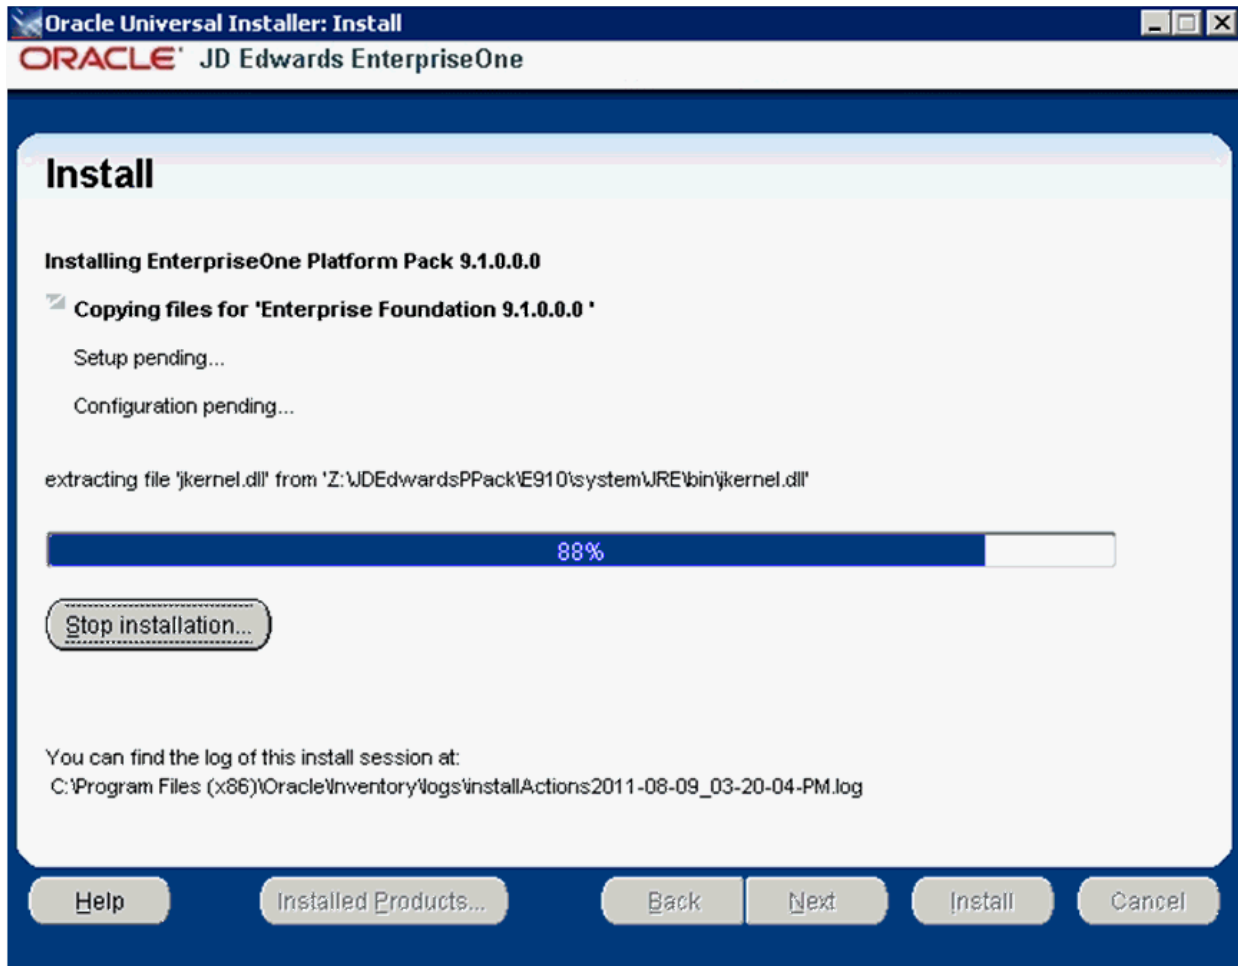 Oracle Universal Installer: Install
ORACLE JD Edwards EnterpriseOne
Install
Installing EnterpriseOne Platform Pack 9.1.0.0.0
Copying files for 'Enterprise Foundation 9.1.0.0.0 '
Setup pending...
Configuration pending...
extracting file 'jkernel.dll' from 'Z:\JDEdwardsPPack\E910\system\JRE\bin\jkernel.dll'
88%
Stop installation...
You can find the log of this install session at:
C:\Program Files (x86)\Oracle\Inventory\logs\installActions2011-08-09_03-20-04-PM.log
Help Installed Products... Back Next Install Cancel